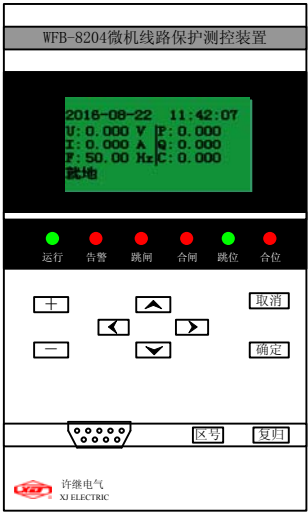 WFB-8204微机线路保护测控装置
2016-08-22 11:42:07
U: 0.000 V P: 0.000
I: 0.000 A Q: 0.000
F: 50.00 Hz C: 0.000
就地
运行 告警 跳闸 合闸 跳位 合位
+ 取消
- 确定
区号 复归
XJ
许继电气
XJ ELECTRIC